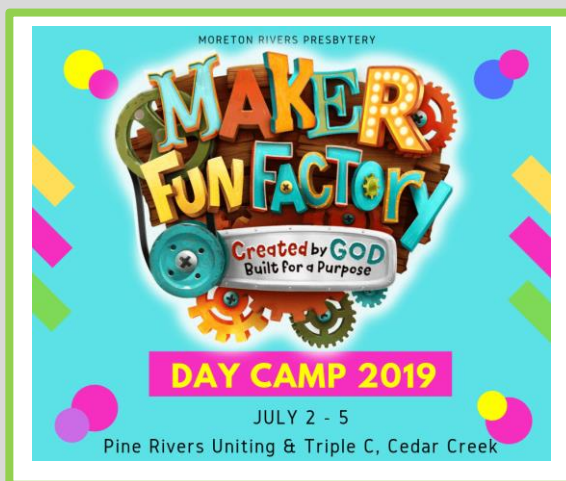 MORETON RIVERS PRESBYTERY
MAKER
FUN FACTORY
Created by GOD
Built for a Purpose
DAY CAMP 2019
JULY 2 - 5
Pine Rivers Uniting & Triple C, Cedar Creek